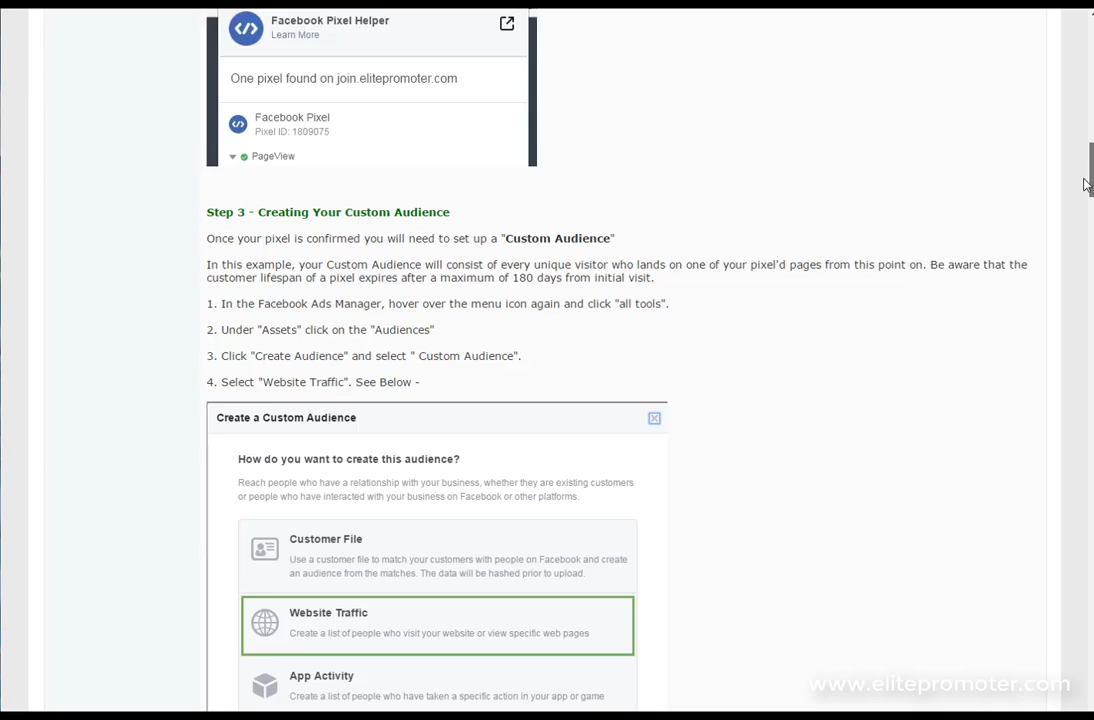 Facebook Pixel Helper
Learn More
One pixel found on join.elitepromoter.com
Facebook Pixel
Pixel ID: 1809075
PageView
Step 3 - Creating Your Custom Audience
Once your pixel is confirmed you will need to set up a "Custom Audience"
In this example, your Custom Audience will consist of every unique visitor who lands on one of your pixel'd pages from this point on. Be aware that the
customer lifespan of a pixel expires after a maximum of 180 days from initial visit.
1. In the Facebook Ads Manager, hover over the menu icon again and click "all tools".
2. Under "Assets" click on the "Audiences"
3. Click "Create Audience" and select " Custom Audience".
4. Select "Website Traffic". See Below -
Create a Custom Audience
How do you want to create this audience?
Reach people who have a relationship with your business, whether they are existing customers
or people who have interacted with your business on Facebook or other platforms.
Customer File
Use a customer file to match your customers with people on Facebook and create
an audience from the matches. The data will be hashed prior to upload.
Website Traffic
Create a list of people who visit your website or view specific web pages
App Activity
Create a list of people who have taken a specific action in your app or game
www.elitepromoter.com